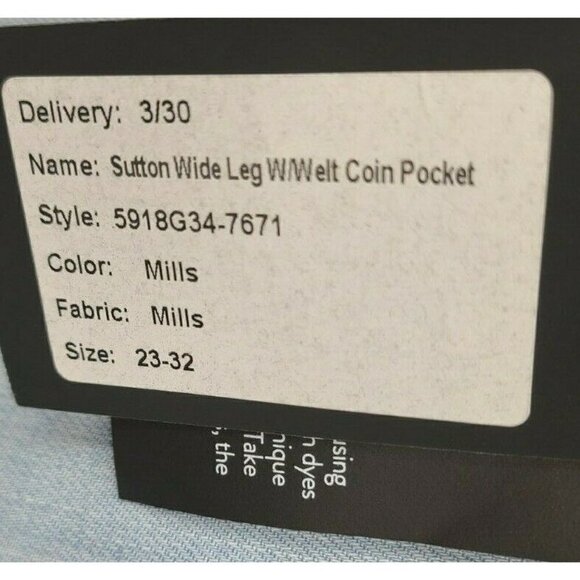 Delivery: 3/30
Name: Sutton Wide Leg W/Welt Coin Pocket
Style: 5918G34-7671
Color: Mills
Fabric: Mills
Size: 23-32
using
dyes
Take
the